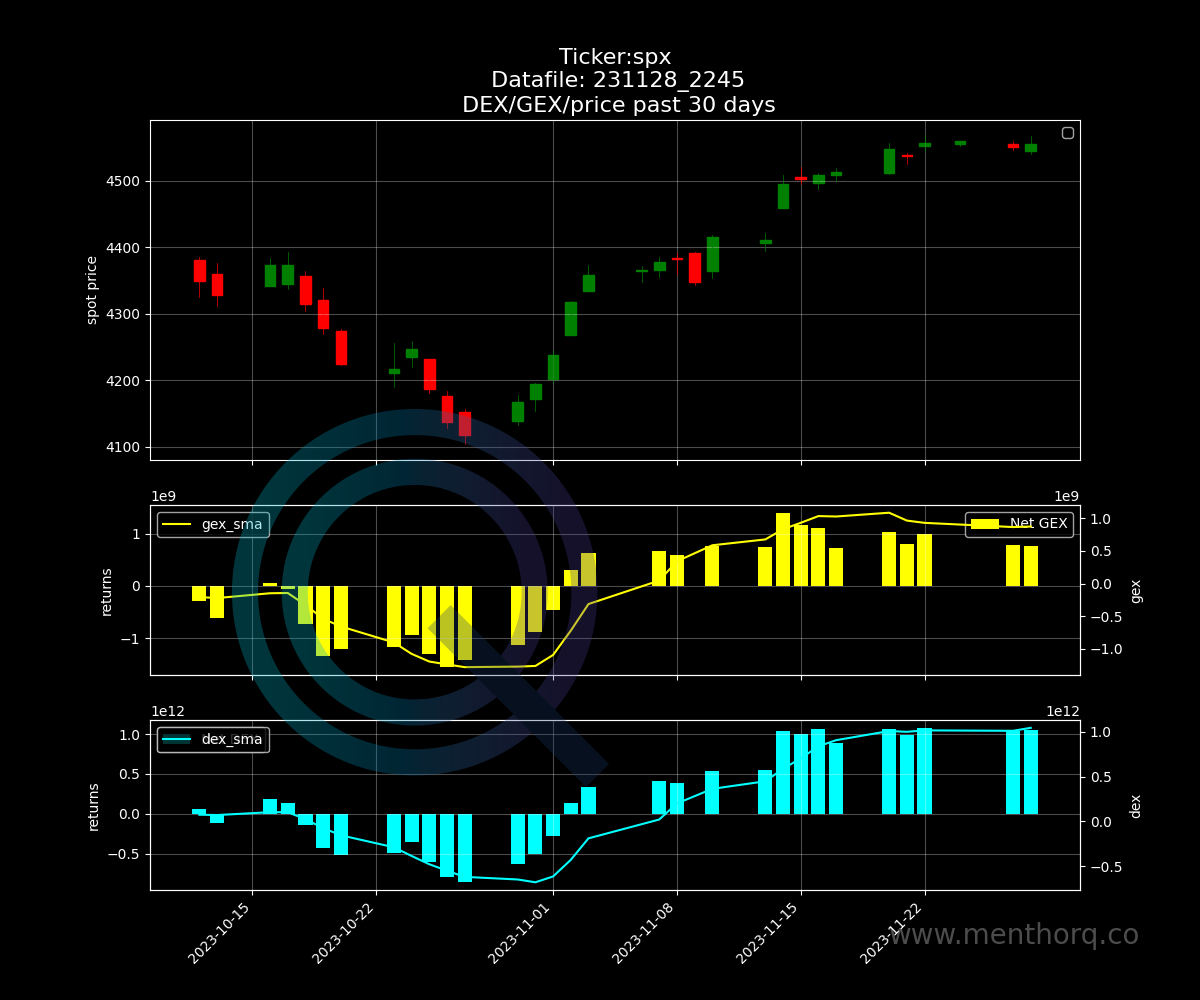 Ticker:spx
Datafile: 231128_2245
DEX/GEX/price past 30 days
spot price
4500
4400
4300
4200
4100
1e9
1e9
gex_sma
Net GEX
returns
1
0
−1
gex
1.0
0.5
0.0
−0.5
−1.0
1e12
1e12
dex_sma
returns
1.0
0.5
0.0
−0.5
dex
1.0
0.5
0.0
−0.5
2023-10-15
2023-10-22
2023-11-01
2023-11-08
2023-11-15
2023-11-22
www.menthorq.co